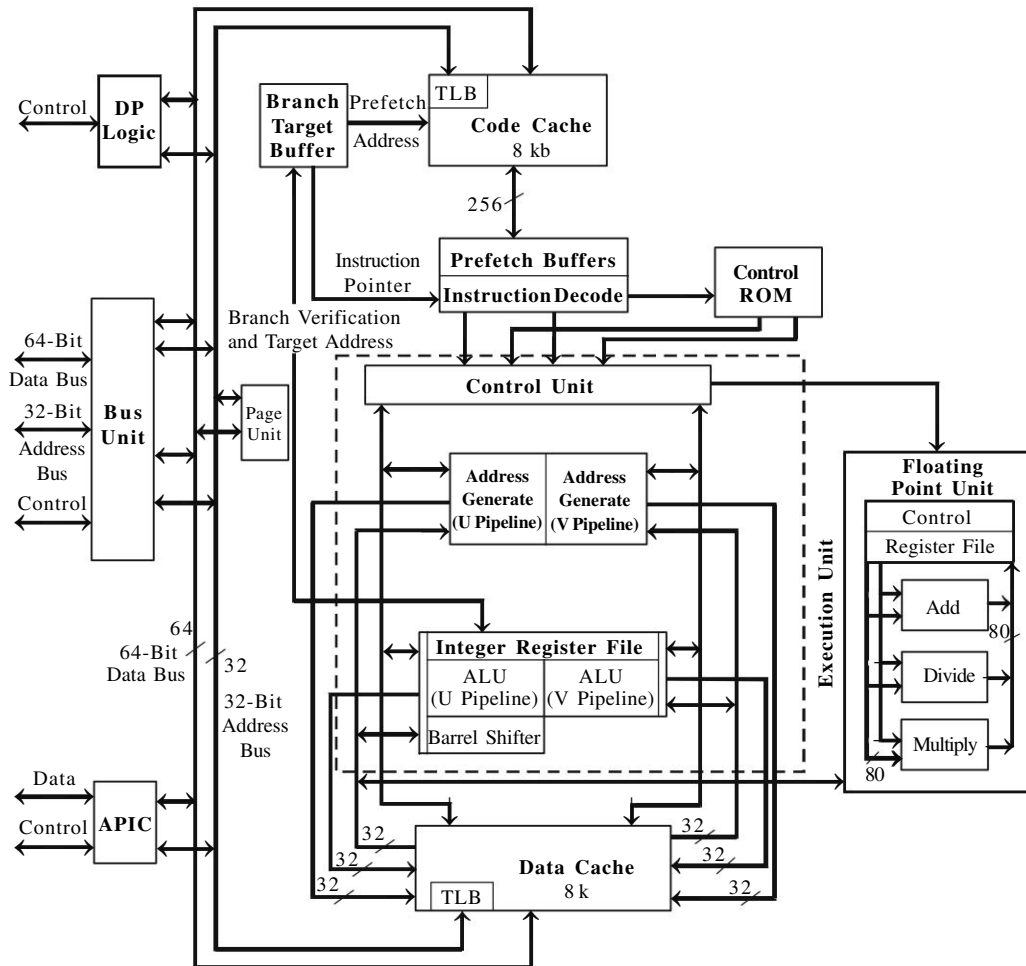 Control
DP
Logic
Branch
Target
Buffer
Prefetch
Address
TLB
Code Cache
8 kb
256
Prefetch Buffers
Instruction Decode
Control
ROM
Instruction
Pointer
Branch Verification
and Target Address
64-Bit
Data Bus
32-Bit
Address
Bus
Control
Bus
Unit
Page
Unit
Control Unit
Address
Generate
(U Pipeline)
Address
Generate
(V Pipeline)
Execution Unit
Floating
Point Unit
Control
Register File
Add
80
Divide
Multiply
80
64
64-Bit
Data Bus
32
32-Bit
Address
Bus
Integer Register File
ALU
(U Pipeline)
ALU
(V Pipeline)
Barrel Shifter
Data
Control
APIC
32
32
32
32
32
32
Data Cache
8 k
TLB